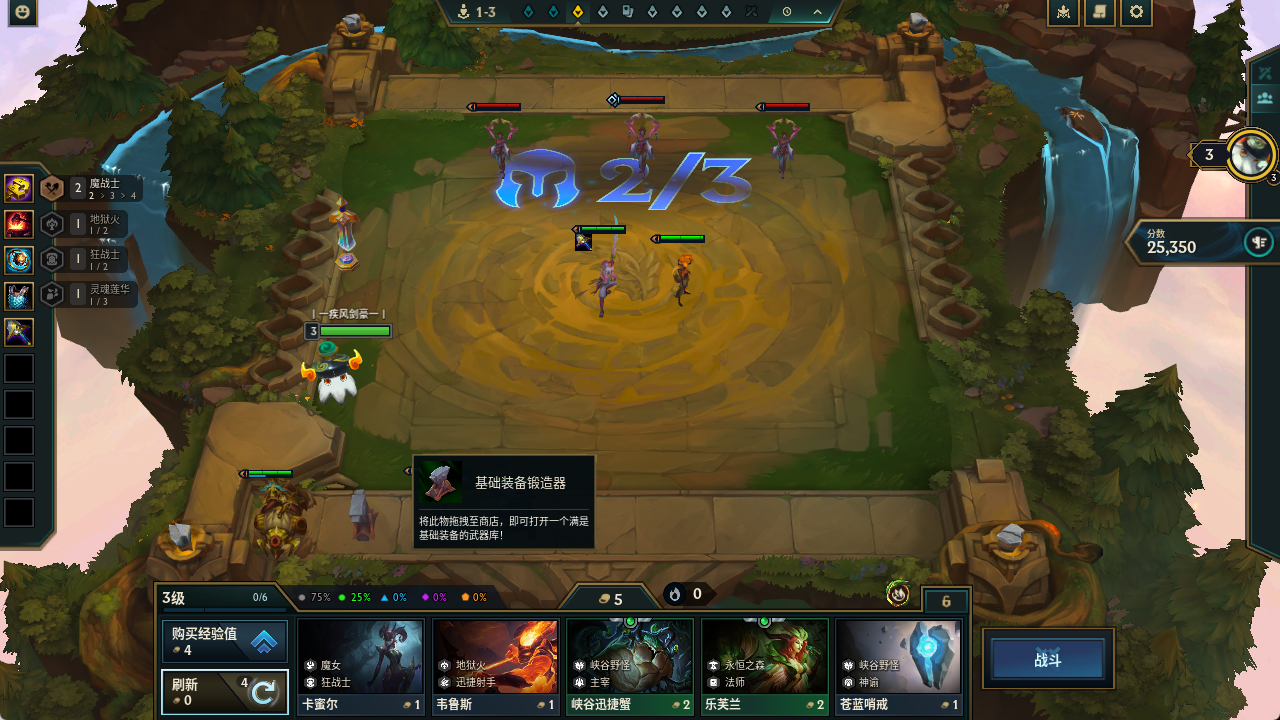 1-3
2/3
3
3
分数
25,350
2
魔战士
2 > 3 > 4
1
地狱火
1 / 2
1
狂战士
1 / 2
1
灵魂莲华
1 / 3
| 一疾风剑豪一 |
3
基础装备锻造器
将此物拖拽至商店，即可打开一个满是
基础装备的武器库！
3级
0/6
75%
25%
0%
0%
0%
5
0
6
购买经验值
4
刷新
4
0
魔女
狂战士
卡蜜尔
1
地狱火
迅捷射手
韦鲁斯
1
峡谷野怪
主宰
峡谷迅捷蟹
2
永恒之森
法师
乐芙兰
2
峡谷野怪
神谕
苍蓝哨戒
1
战斗